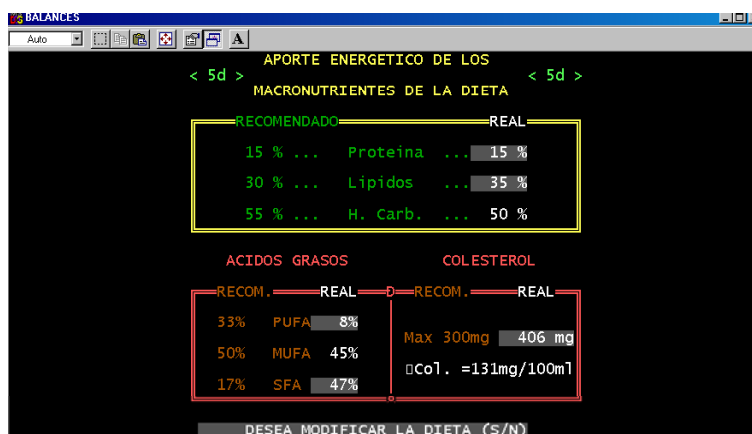 BALANCES
Auto A
APORTE ENERGETICO DE LOS
< 5d > < 5d >
MACRONUTRIENTES DE LA DIETA
RECOMENDADO REAL
15 % ... Proteina ... 15 %
30 % ... Lipidos ... 35 %
55 % ... H. Carb. ... 50 %
ACIDOS GRASOS COLESTEROL
RECOM. REAL D RECOM. REAL
33% PUFA 8%
Max 300mg 406 mg
50% MUFA 45%
▯Col. =131mg/100ml
17% SFA 47%
DESEA MODIFICAR LA DIETA (S/N)